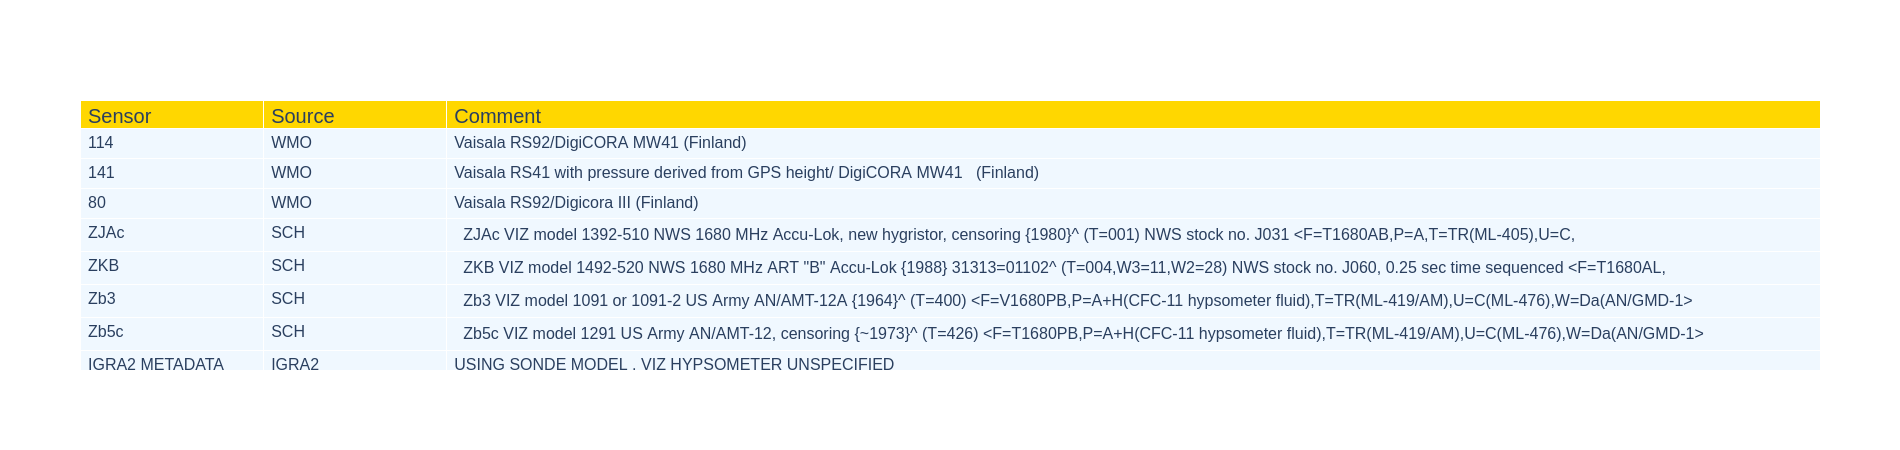 Sensor Source Comment
114 WMO Vaisala RS92/DigiCORA MW41 (Finland)
141 WMO Vaisala RS41 with pressure derived from GPS height/ DigiCORA MW41 (Finland)
80 WMO Vaisala RS92/Digicora III (Finland)
ZJAc SCH ZJAc VIZ model 1392-510 NWS 1680 MHz Accu-Lok, new hygristor, censoring {1980}^ (T=001) NWS stock no. J031 <F=T1680AB,P=A,T=TR(ML-405),U=C,
ZKB SCH ZKB VIZ model 1492-520 NWS 1680 MHz ART "B" Accu-Lok {1988} 31313=01102^ (T=004,W3=11,W2=28) NWS stock no. J060, 0.25 sec time sequenced <F=T1680AL,
Zb3 SCH Zb3 VIZ model 1091 or 1091-2 US Army AN/AMT-12A {1964}^ (T=400) <F=V1680PB,P=A+H(CFC-11 hypsometer fluid),T=TR(ML-419/AM),U=C(ML-476),W=Da(AN/GMD-1>
Zb5c SCH Zb5c VIZ model 1291 US Army AN/AMT-12, censoring {~1973}^ (T=426) <F=T1680PB,P=A+H(CFC-11 hypsometer fluid),T=TR(ML-419/AM),U=C(ML-476),W=Da(AN/GMD-1>
IGRA2 METADATA IGRA2 USING SONDE MODEL . VIZ HYPSOMETER UNSPECIFIED